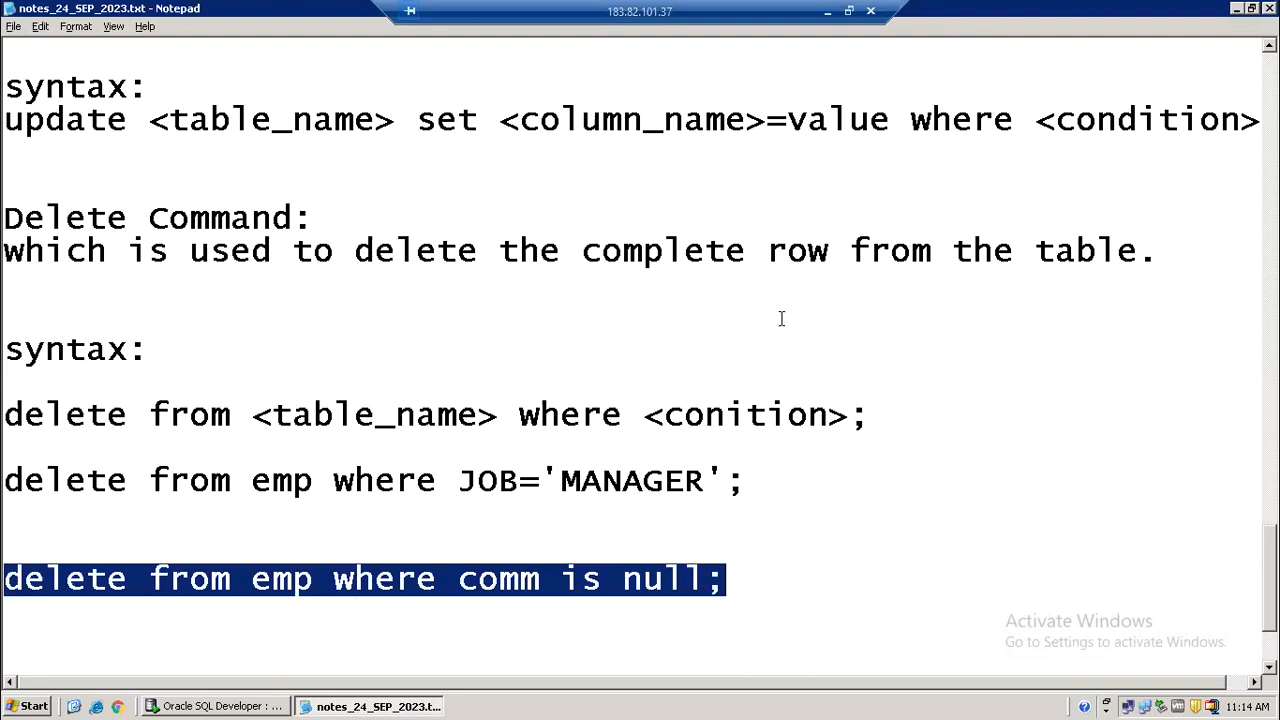 notes_24_SEP_2023.txt - Notepad
183.82.101.37
File Edit Format View Help
syntax:
update <table_name> set <column_name>=value where <condition>
Delete Command:
which is used to delete the complete row from the table.
syntax:
delete from <table_name> where <conition>;
delete from emp where JOB='MANAGER';
delete from emp where comm is null;
Activate Windows
Go to Settings to activate Windows.
Start
Oracle SQL Developer : ...
notes_24_SEP_2023.t...
11:14 AM